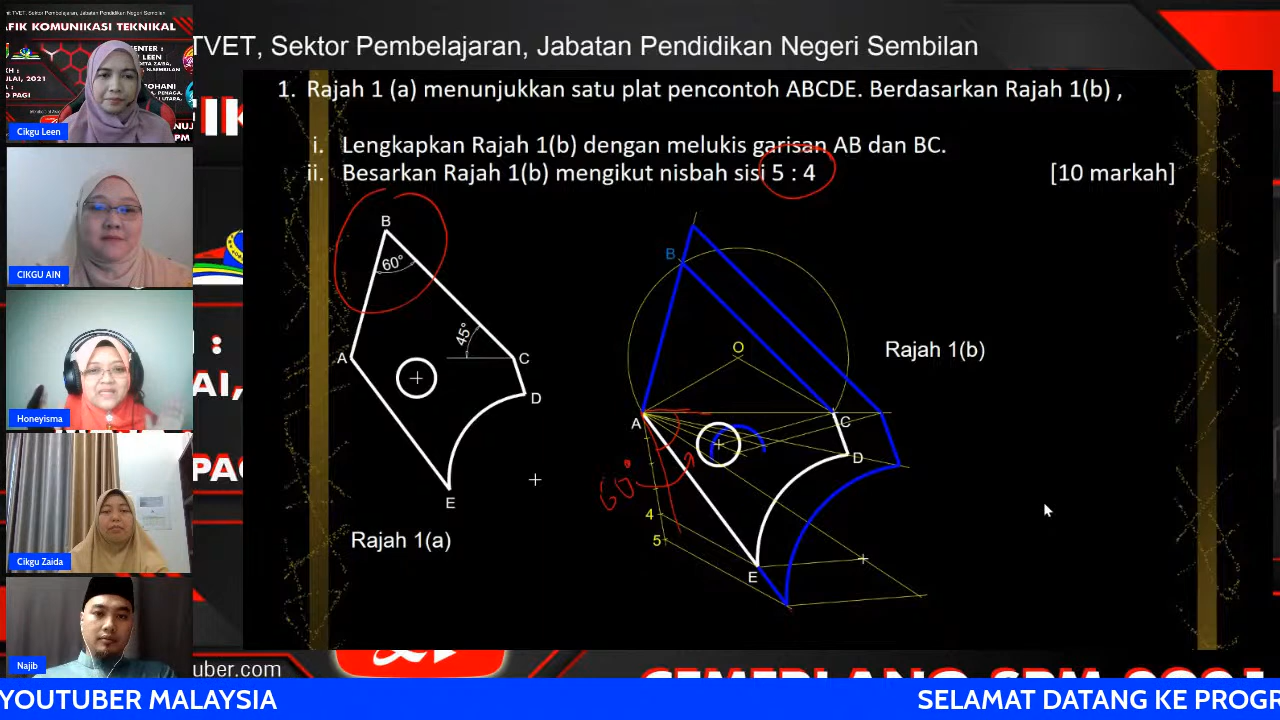 TVET, Sektor Pembelajaran, Jabatan Pendidikan Negeri Sembilan
1. Rajah 1 (a) menunjukkan satu plat pencontoh ABCDE. Berdasarkan Rajah 1(b) ,
i. Lengkapkan Rajah 1(b) dengan melukis garisan AB dan BC.
ii. Besarkan Rajah 1(b) mengikut nisbah sisi 5 : 4
[10 markah]
B
60°
45°
A
C
D
E
Rajah 1(a)
B
O
Rajah 1(b)
A
C
D
60°
4
5
E
Cikgu Leen
CIKGU AIN
Honeyisma
Cikgu Zaida
Najib
uber.com
YOUTUBER MALAYSIA
SELAMAT DATANG KE PROGR